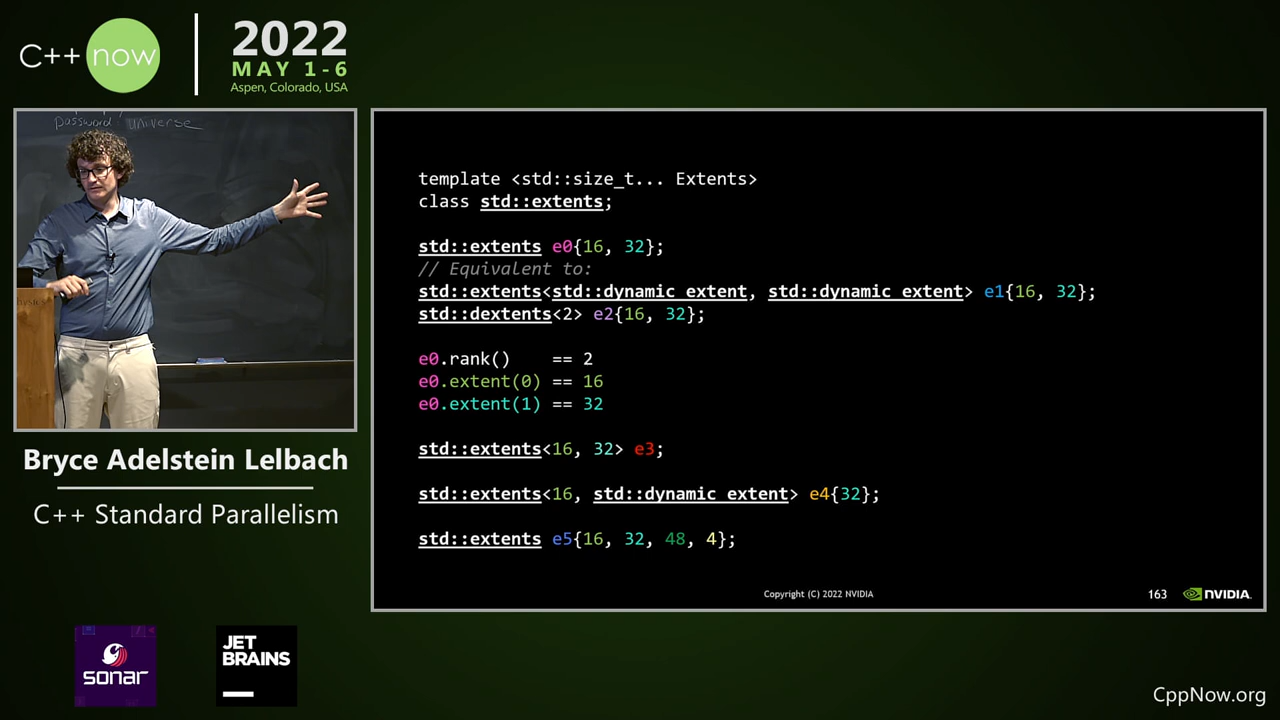 C++ now
2022
MAY 1-6
Aspen, Colorado, USA
password universe
template <std::size_t... Extents>
class std::extents;
std::extents e0{16, 32};
// Equivalent to:
std::extents<std::dynamic_extent, std::dynamic_extent> e1{16, 32};
std::dextents<2> e2{16, 32};
e0.rank()    == 2
e0.extent(0) == 16
e0.extent(1) == 32
std::extents<16, 32> e3;
std::extents<16, std::dynamic_extent> e4{32};
std::extents e5{16, 32, 48, 4};
Copyright (C) 2022 NVIDIA
163
NVIDIA.
Bryce Adelstein Lelbach
C++ Standard Parallelism
sonar
JET
BRAINS
CppNow.org